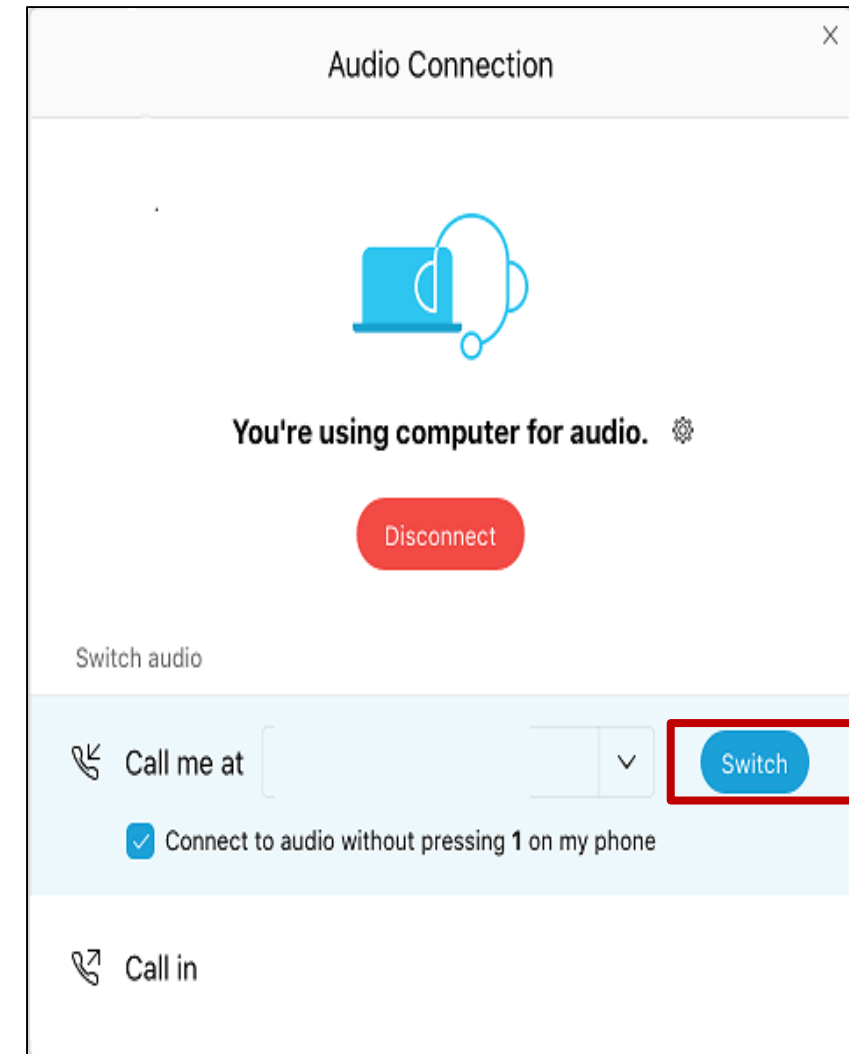 Audio Connection
You're using computer for audio.
Disconnect
Switch audio
Call me at
Switch
Connect to audio without pressing 1 on my phone
Call in